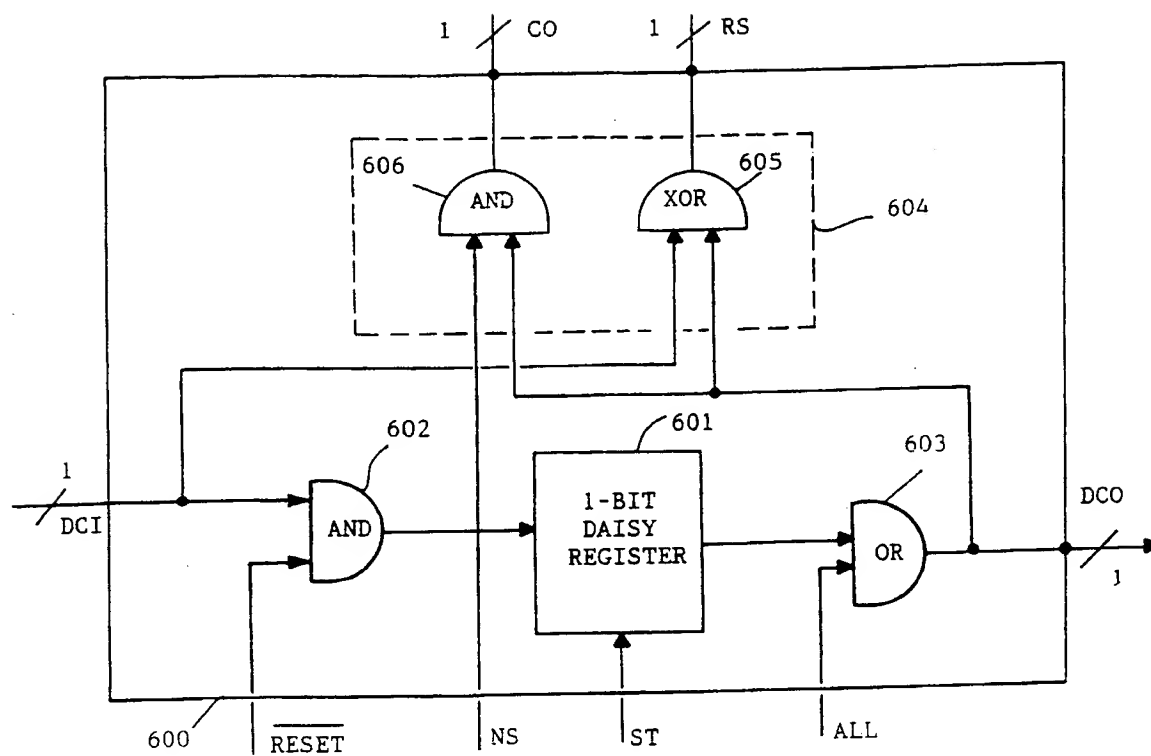 1 CO 1 RS
606 605
AND XOR
604
602 601 603
1
DCI
AND
1-BIT
DAISY
REGISTER
OR
DCO
1
600 RESET NS ST ALL